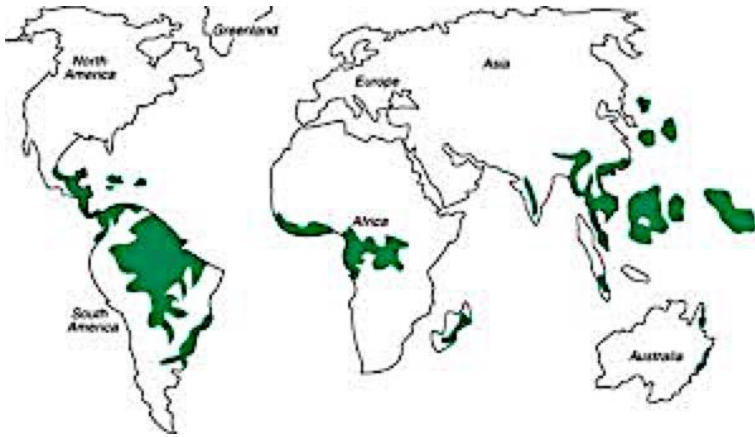 Greenland
North
America
Europe
Asia
Africa
South
America
Australia